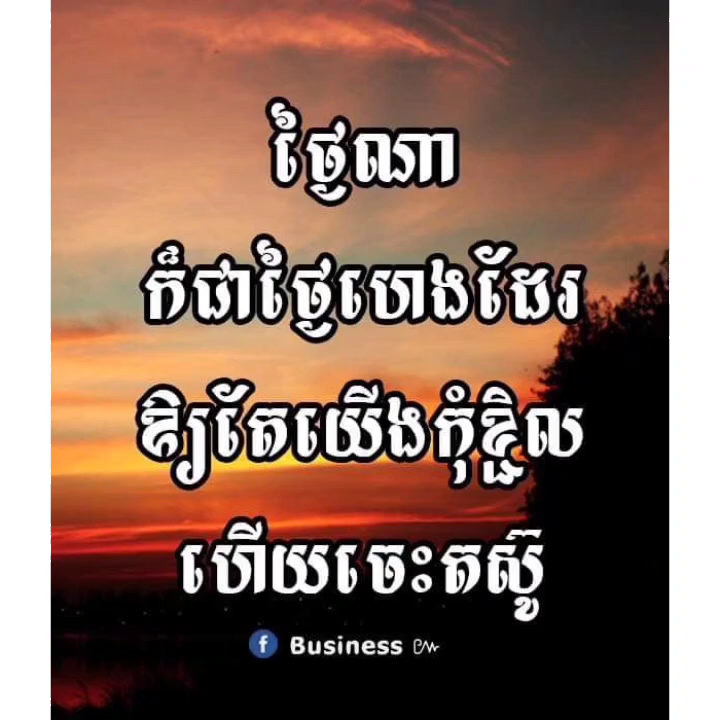 ថ្ងៃណា
ក៏ជាថ្ងៃហេងដែរ
ឱ្យតែយើងកុំខ្ជិល
ហើយចេះតស៊ូ
f Business